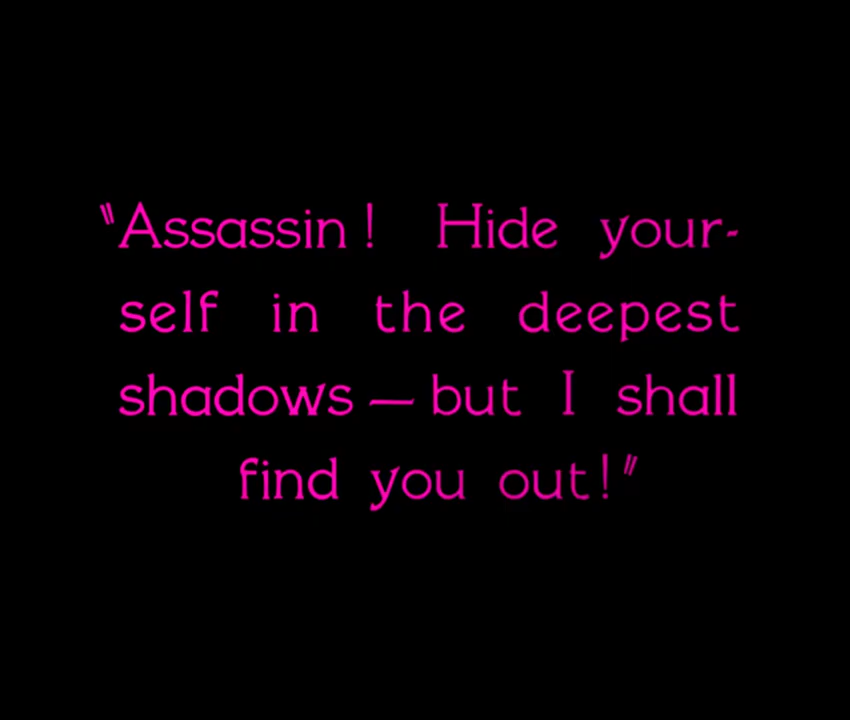 "Assassin! Hide your-
self in the deepest
shadows — but I shall
find you out!"